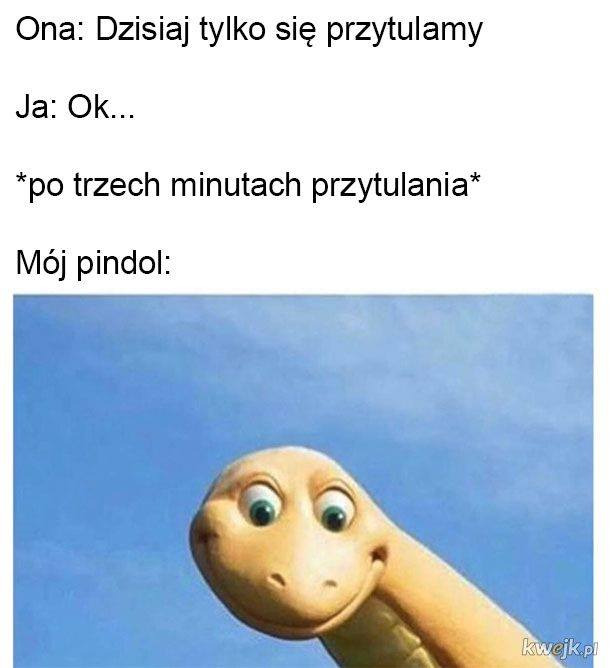 Ona: Dzisiaj tylko się przytulamy
Ja: Ok...
*po trzech minutach przytulania*
Mój pindol:
kwejk.pl